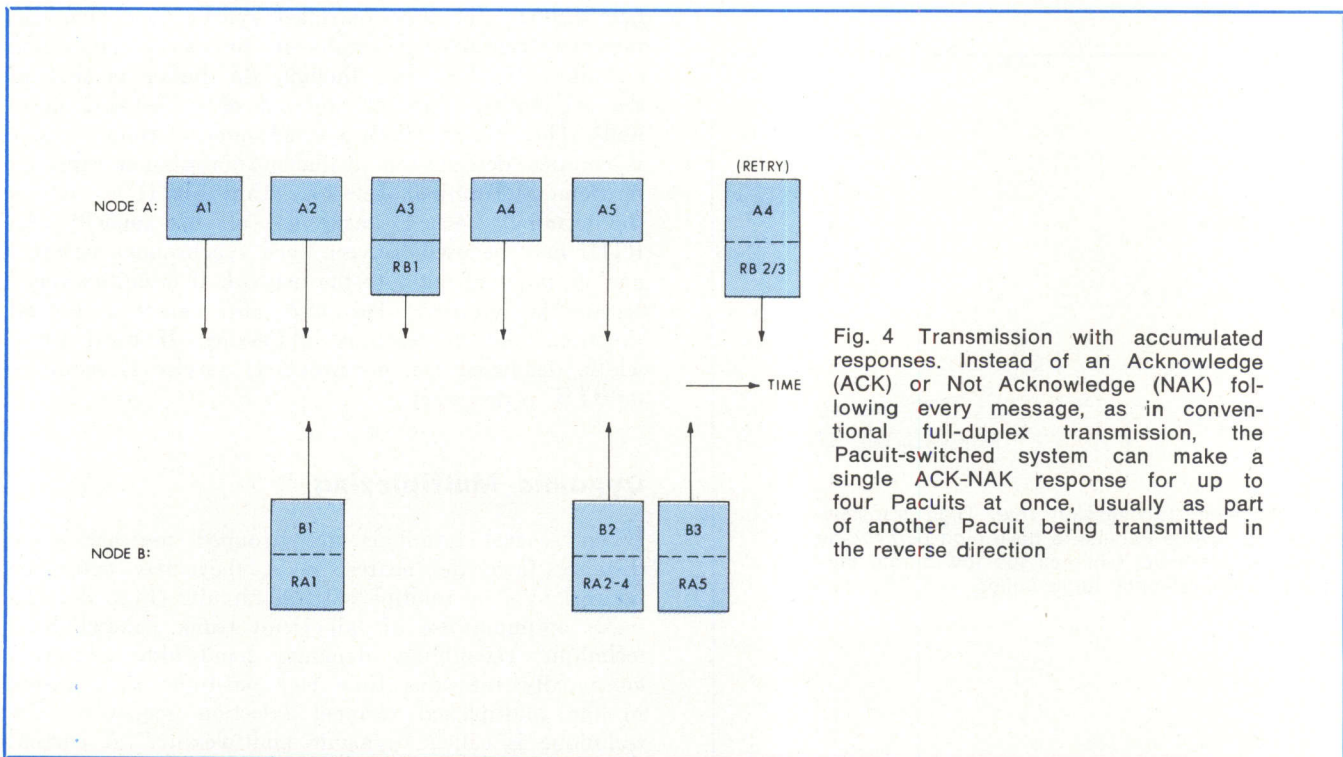 (RETRY)
NODE A: A1 A2 A3 A4 A5 A4
RB1 RB 2/3
TIME
NODE B: B1 B2 B3
RA1 RA2-4 RA5
Fig. 4 Transmission with accumulated
responses. Instead of an Acknowledge
(ACK) or Not Acknowledge (NAK) fol-
lowing every message, as in conven-
tional full-duplex transmission, the
Pacuit-switched system can make a
single ACK-NAK response for up to
four Pacuits at once, usually as part
of another Pacuit being transmitted in
the reverse direction